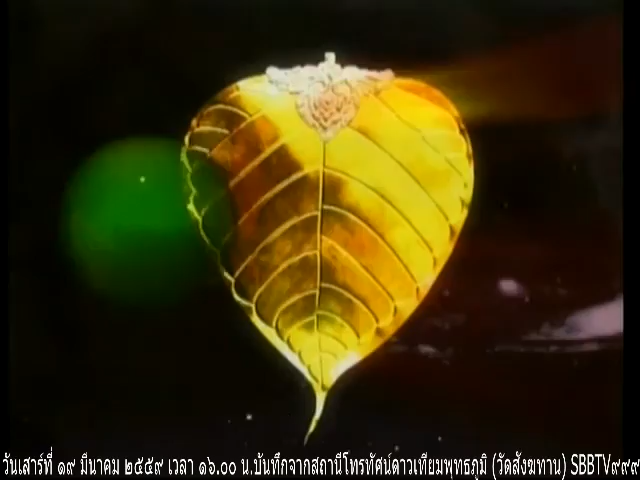 วันเสาร์ที่ ๑๙ มีนาคม ๒๕๕๙ เวลา ๑๖.๐๐ น.บันทึกจากสถานีโทรทัศน์ดาวเทียมพุทธภูมิ (วัดสังฆทาน) SBBTV๙๙๙